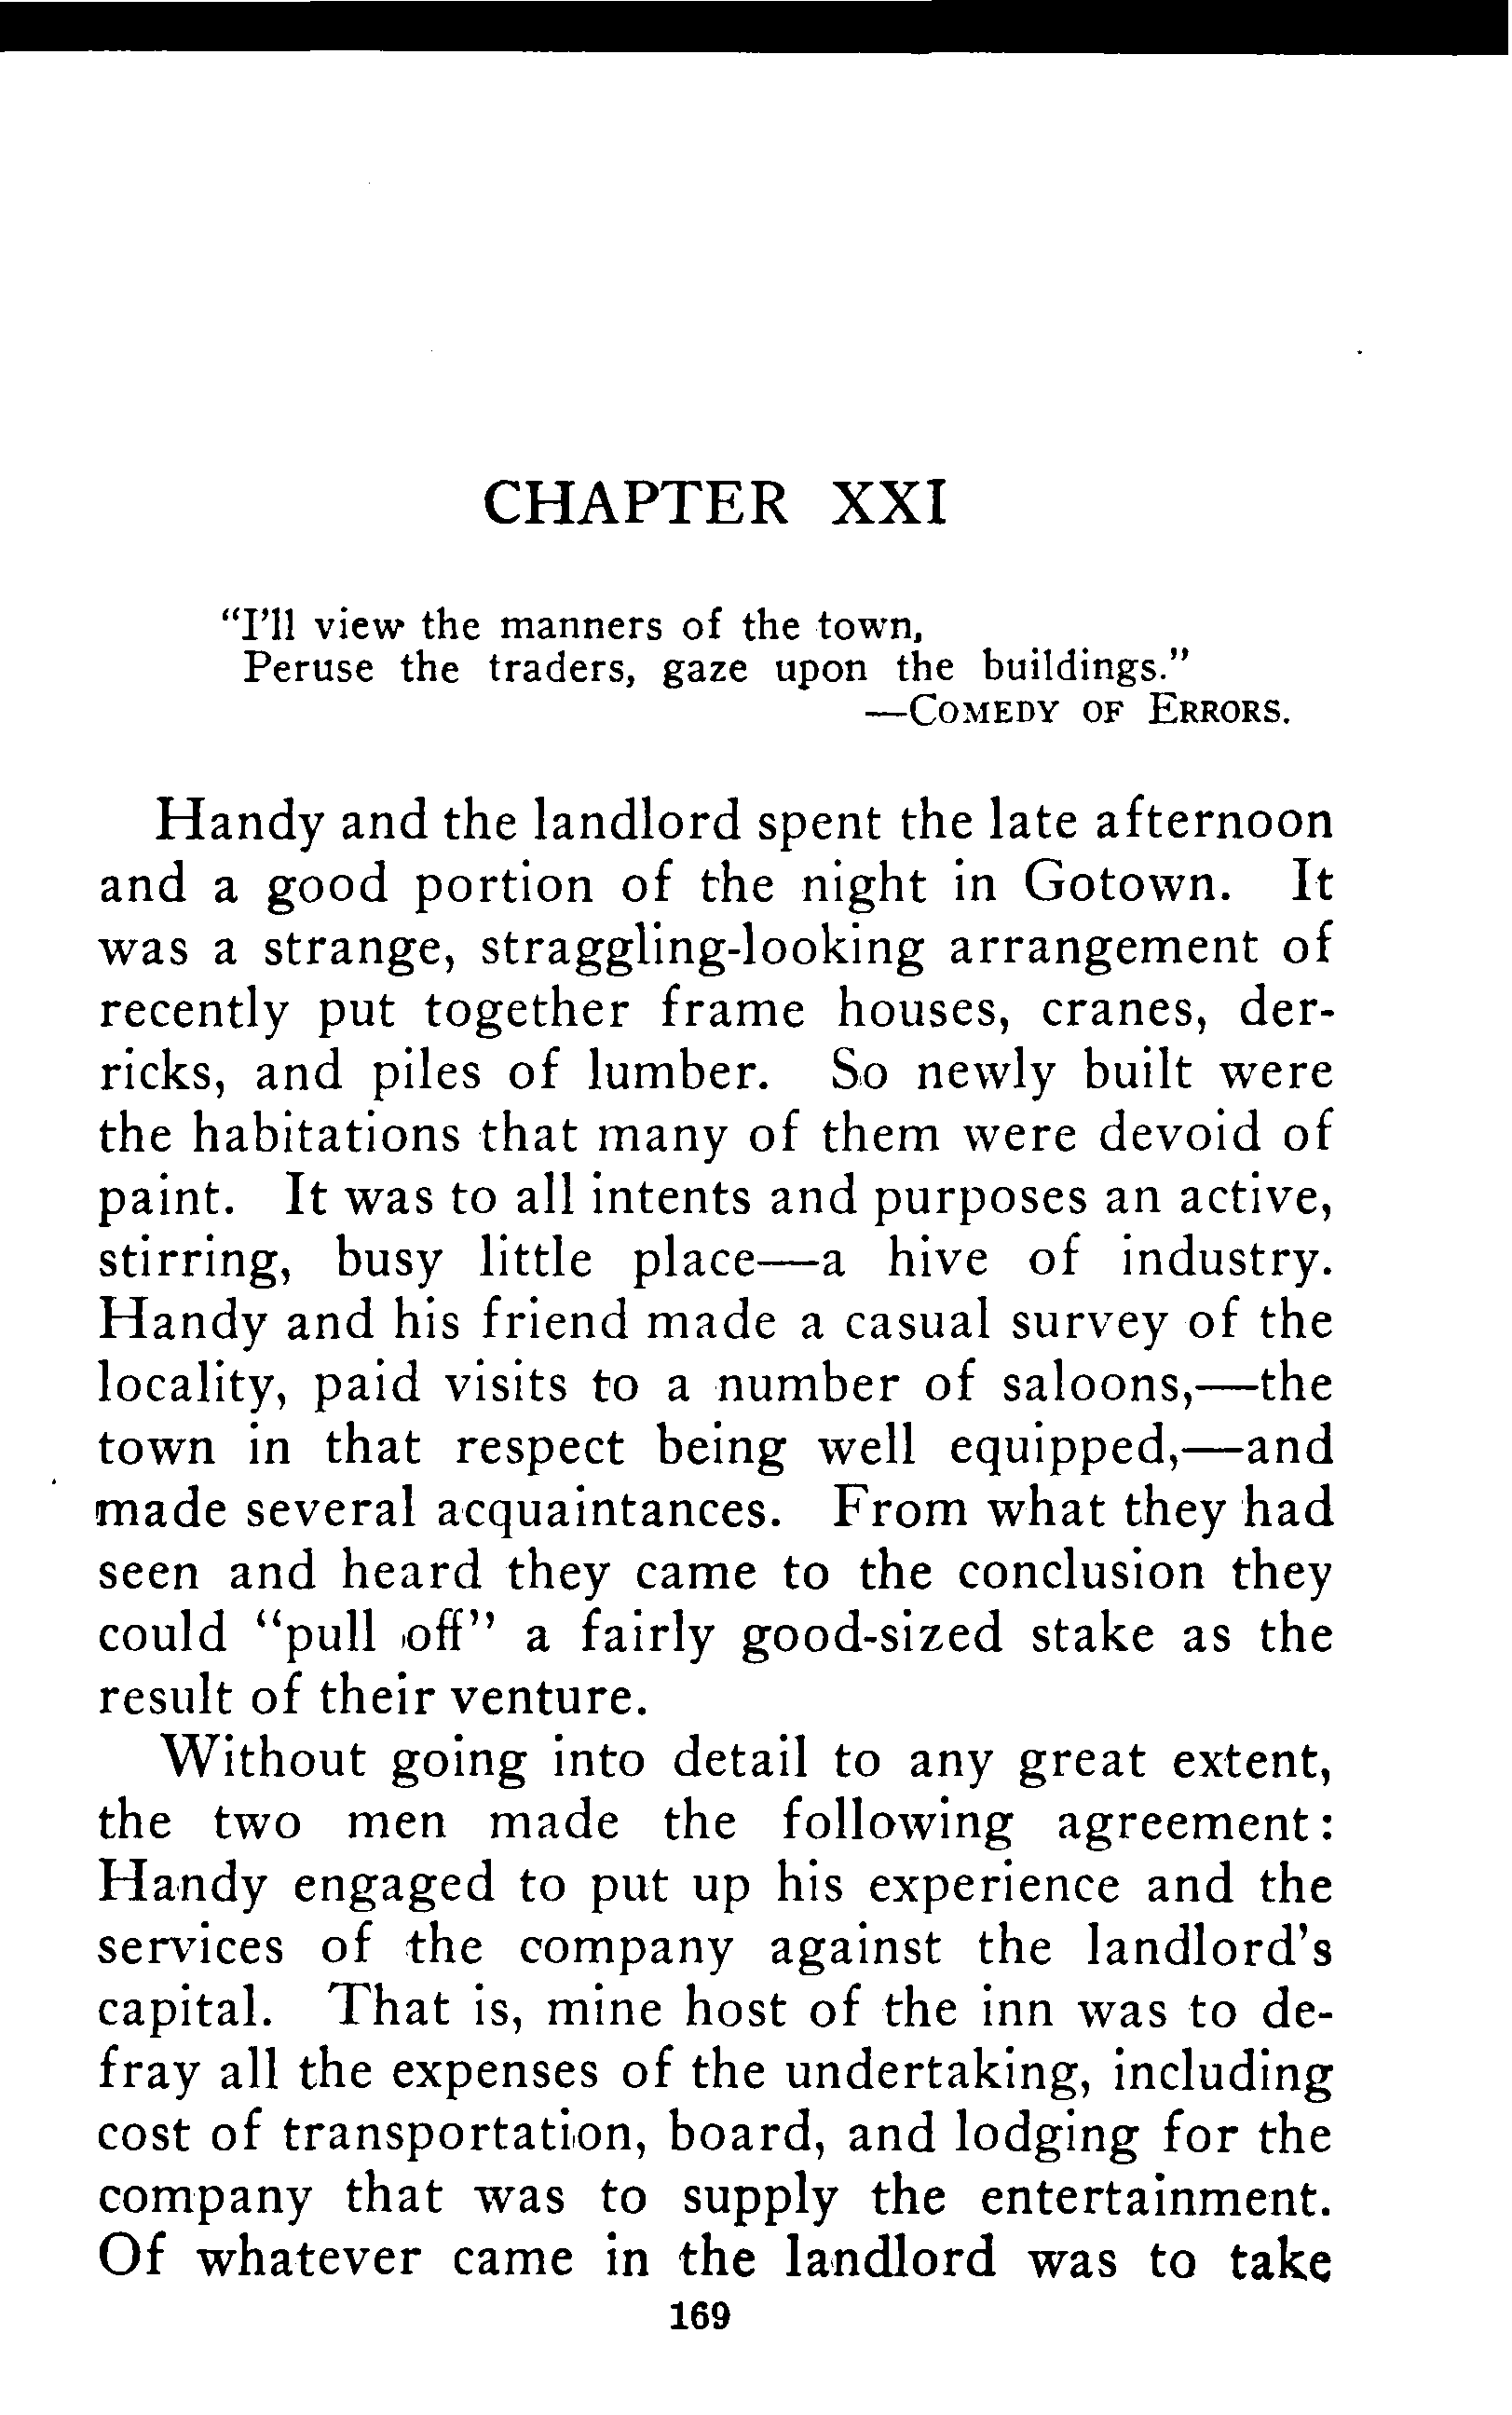 CHAPTER XXI
"I'll view the manners of the town,
Peruse the traders, gaze upon the buildings."
—COMEDY OF ERRORS.
Handy and the landlord spent the late afternoon
and a good portion of the night in Gotown. It
was a strange, straggling-looking arrangement of
recently put together frame houses, cranes, der-
ricks, and piles of lumber. So newly built were
the habitations that many of them were devoid of
paint. It was to all intents and purposes an active,
stirring, busy little place—a hive of industry.
Handy and his friend made a casual survey of the
locality, paid visits to a number of saloons,—the
town in that respect being well equipped,—and
made several acquaintances. From what they had
seen and heard they came to the conclusion they
could "pull off" a fairly good-sized stake as the
result of their venture.
Without going into detail to any great extent,
the two men made the following agreement:
Handy engaged to put up his experience and the
services of the company against the landlord's
capital. That is, mine host of the inn was to de-
fray all the expenses of the undertaking, including
cost of transportation, board, and lodging for the
company that was to supply the entertainment.
Of whatever came in the landlord was to take
169